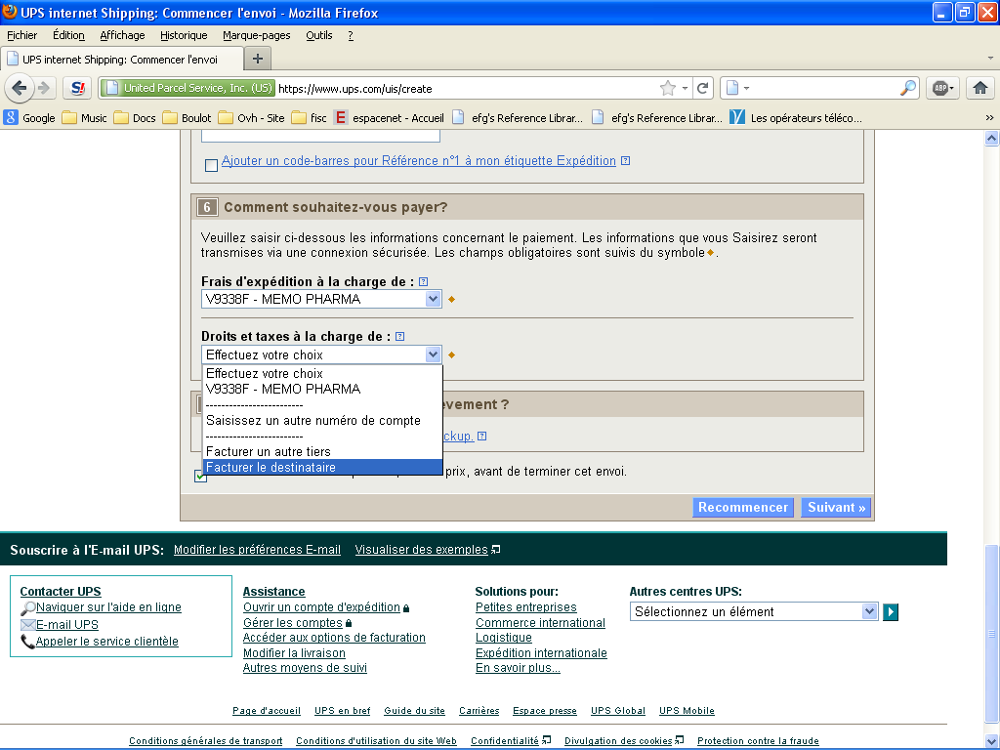 UPS internet Shipping: Commencer l'envoi - Mozilla Firefox
Fichier Édition Affichage Historique Marque-pages Outils ?
UPS internet Shipping: Commencer l'envoi +
S! United Parcel Service, Inc. (US) https://www.ups.com/uis/create ABP
Google Music Docs Boulot Ovh - Site fisc E espacenet - Accueil efg's Reference Librar... efg's Reference Librar... Les opérateurs téléco... »
Ajouter un code-barres pour Référence n°1 à mon étiquette Expédition ?
6 Comment souhaitez-vous payer?
Veuillez saisir ci-dessous les informations concernant le paiement. Les informations que vous Saisirez seront
transmises via une connexion sécurisée. Les champs obligatoires sont suivis du symbole◆.
Frais d'expédition à la charge de : ?
V9338F - MEMO PHARMA
Droits et taxes à la charge de : ?
Effectuez votre choix
Effectuez votre choix
V9338F - MEMO PHARMA
-------------------------
evement ?
Saisissez un autre numéro de compte
-------------------------
ckup. ?
Facturer un autre tiers
Facturer le destinataire
prix, avant de terminer cet envoi.
Recommencer Suivant »
Souscrire à l'E-mail UPS: Modifier les préférences E-mail Visualiser des exemples
Contacter UPS
Naviguer sur l'aide en ligne
E-mail UPS
Appeler le service clientèle
Assistance
Ouvrir un compte d'expédition
Gérer les comptes
Accéder aux options de facturation
Modifier la livraison
Autres moyens de suivi
Solutions pour:
Petites entreprises
Commerce international
Logistique
Expédition internationale
En savoir plus...
Autres centres UPS:
Sélectionnez un élément
Page d'accueil UPS en bref Guide du site Carrières Espace presse UPS Global UPS Mobile
Conditions générales de transport Conditions d'utilisation du site Web Confidentialité Divulgation des cookies Protection contre la fraude